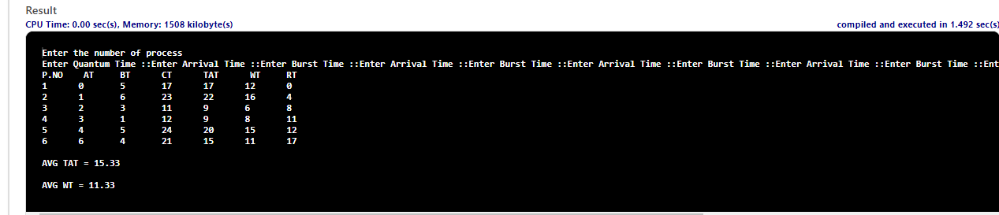 Result
CPU Time: 0.00 sec(s), Memory: 1508 kilobyte(s) compiled and executed in 1.492 sec(s)
Enter the number of process
Enter Quantum Time ::Enter Arrival Time ::Enter Burst Time ::Enter Arrival Time ::Enter Burst Time ::Enter Arrival Time ::Enter Burst Time ::Enter Arrival Time ::Enter Burst Time ::Ent
P.NO AT BT CT TAT WT RT
1 0 5 17 17 12 0
2 1 6 23 22 16 4
3 2 3 11 9 6 8
4 3 1 12 9 8 11
5 4 5 24 20 15 12
6 6 4 21 15 11 17
AVG TAT = 15.33
AVG WT = 11.33